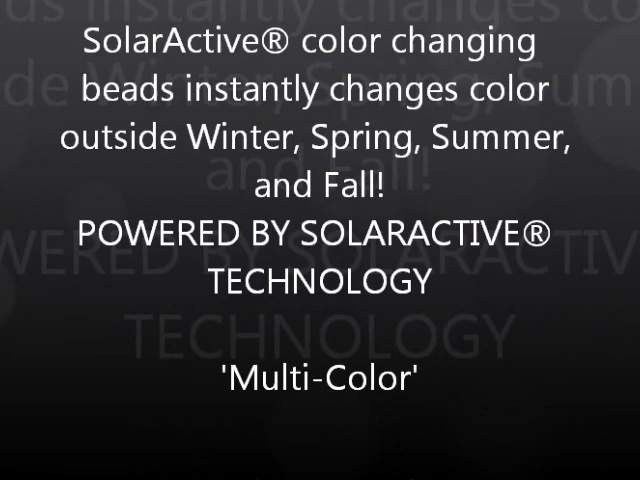 SolarActive® color changing
beads instantly changes color
outside Winter, Spring, Summer,
and Fall!
POWERED BY SOLARACTIVE®
TECHNOLOGY
'Multi-Color'